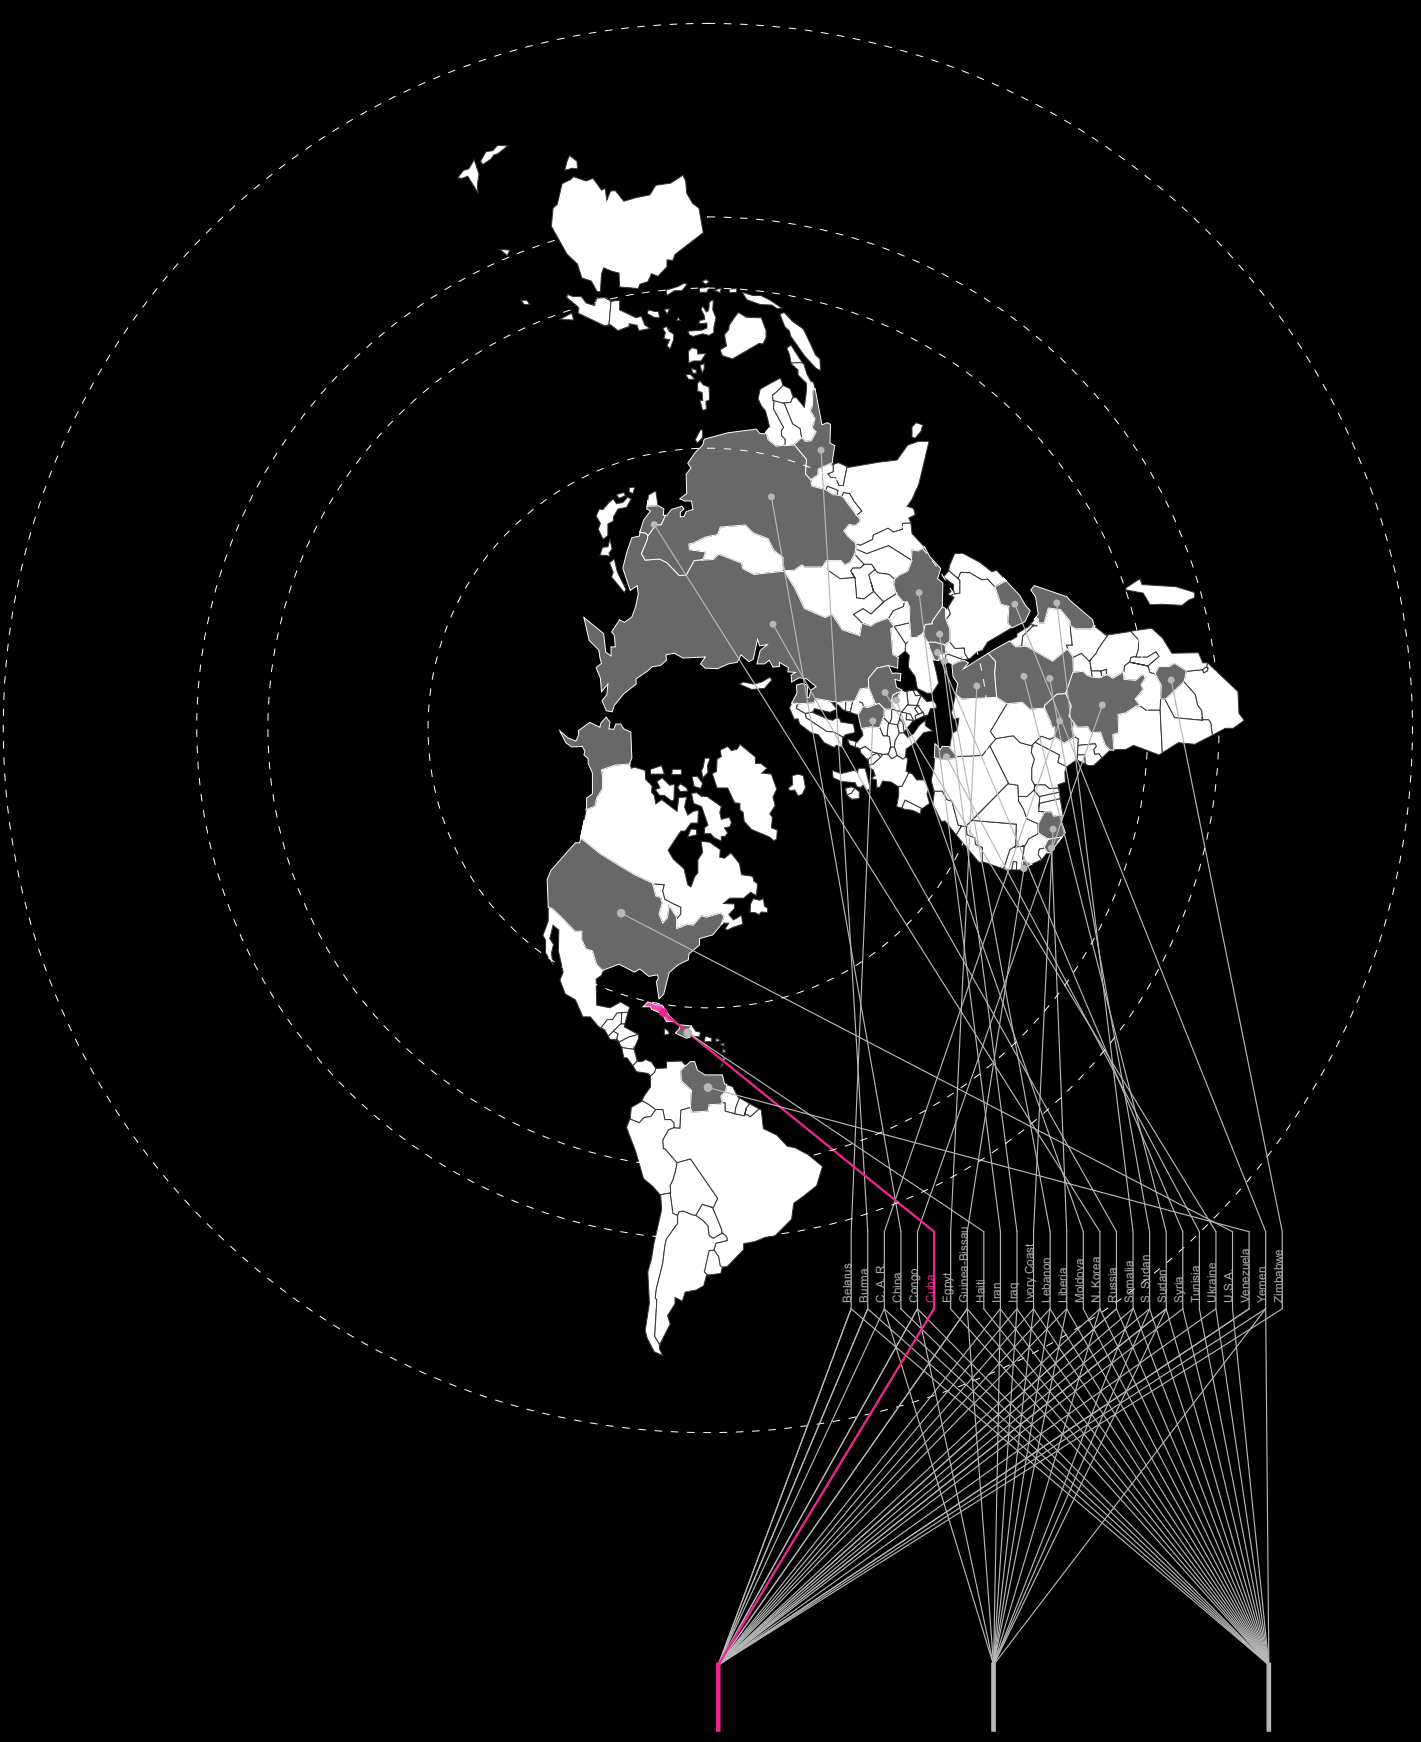 Belarus
Burma
C. A. R.
China
Congo
Cuba
Egpyt
Guinea-Bissau
Haiti
Iran
Iraq
Ivory Coast
Lebanon
Liberia
Moldova
N. Korea
Russia
Somalia
S. Sudan
Sudan
Syria
Tunisia
Ukraine
U.S.A.
Venezuela
Yemen
Zimbabwe